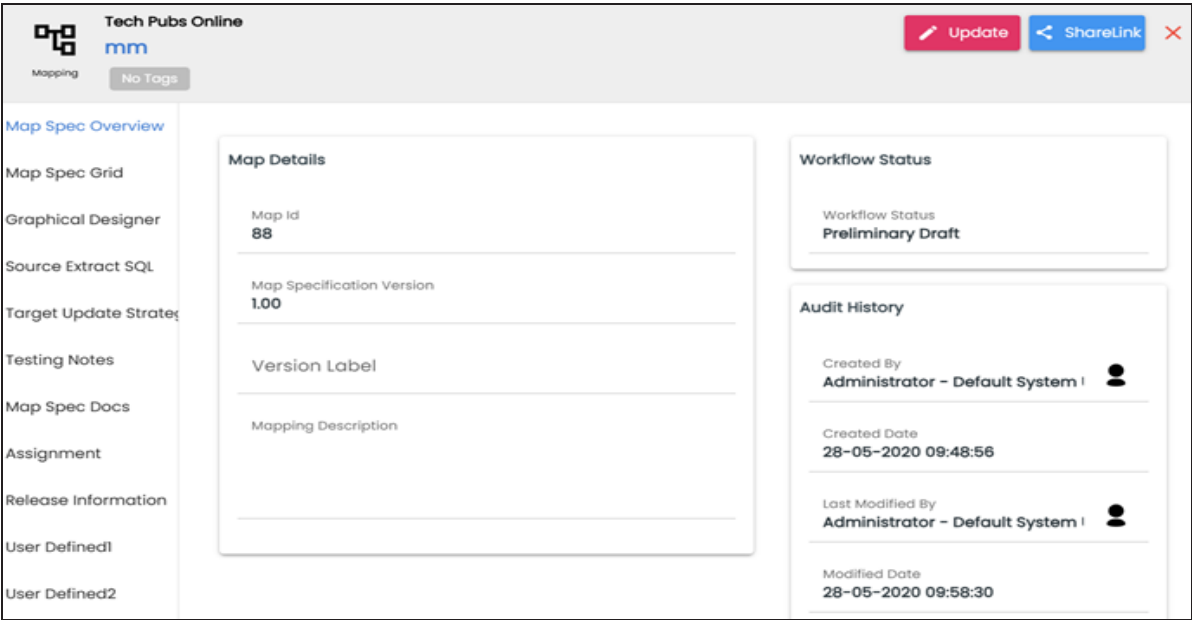 Tech Pubs Online
mm
Mapping
No Tags
Update
ShareLink
Map Spec Overview
Map Spec Grid
Graphical Designer
Source Extract SQL
Target Update Strateg
Testing Notes
Map Spec Docs
Assignment
Release Information
User Defined1
User Defined2
Map Details
Map Id
88
Map Specification Version
1.00
Version Label
Mapping Description
Workflow Status
Workflow Status
Preliminary Draft
Audit History
Created By
Administrator - Default System
Created Date
28-05-2020 09:48:56
Last Modified By
Administrator - Default System
Modified Date
28-05-2020 09:58:30